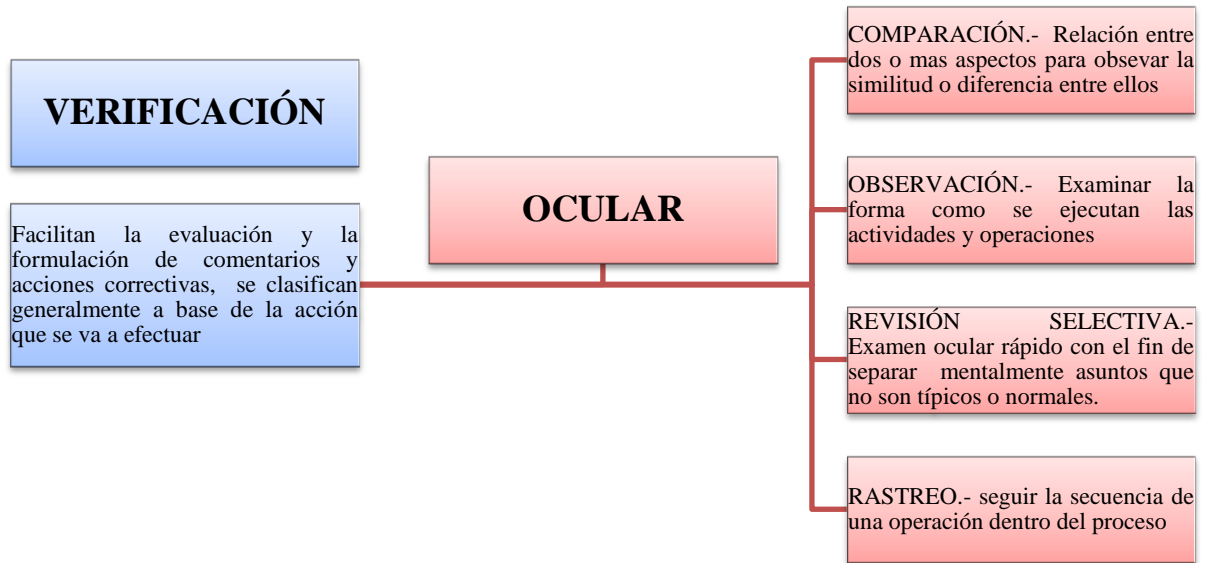 VERIFICACIÓN
Facilitan la evaluación y la
formulación de comentarios y
acciones correctivas, se clasifican
generalmente a base de la acción
que se va a efectuar
OCULAR
COMPARACIÓN.- Relación entre
dos o mas aspectos para obsevar la
similitud o diferencia entre ellos
OBSERVACIÓN.- Examinar la
forma como se ejecutan las
actividades y operaciones
REVISIÓN SELECTIVA.-
Examen ocular rápido con el fin de
separar mentalmente asuntos que
no son típicos o normales.
RASTREO.- seguir la secuencia de
una operación dentro del proceso